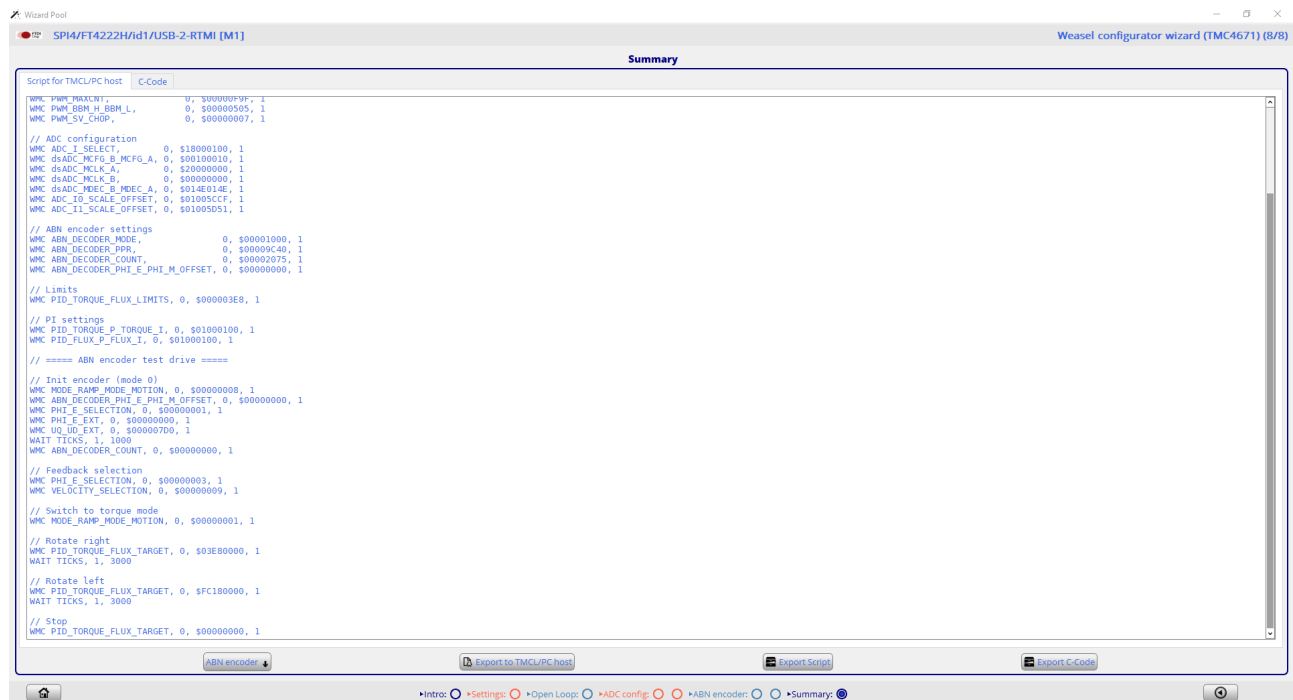 Wizard Pool
SPI4/FT4222H/id1/USB-2-RTMI [M1]
Weasel configurator wizard (TMC4671) (8/8)
Summary
Script for TMCL/PC host
C-Code
WMC PWM_MAXCNT, 0, $00000F9F, 1
WMC PWM_BBM_H_BBM_L, 0, $00000505, 1
WMC PWM_SV_CHOP, 0, $00000007, 1
// ADC configuration
WMC ADC_I_SELECT, 0, $18000100, 1
WMC dsADC_MCFG_B_MCFG_A, 0, $00100010, 1
WMC dsADC_MCLK_A, 0, $20000000, 1
WMC dsADC_MCLK_B, 0, $00000000, 1
WMC dsADC_MDEC_B_MDEC_A, 0, $014E014E, 1
WMC ADC_I0_SCALE_OFFSET, 0, $01005CCF, 1
WMC ADC_I1_SCALE_OFFSET, 0, $01005D51, 1
// ABN encoder settings
WMC ABN_DECODER_MODE, 0, $00001000, 1
WMC ABN_DECODER_PPR, 0, $00009C40, 1
WMC ABN_DECODER_COUNT, 0, $00002075, 1
WMC ABN_DECODER_PHI_E_PHI_M_OFFSET, 0, $00000000, 1
// Limits
WMC PID_TORQUE_FLUX_LIMITS, 0, $000003E8, 1
// PI settings
WMC PID_TORQUE_P_TORQUE_I, 0, $01000100, 1
WMC PID_FLUX_P_FLUX_I, 0, $01000100, 1
// ===== ABN encoder test drive =====
// Init encoder (mode 0)
WMC MODE_RAMP_MODE_MOTION, 0, $00000008, 1
WMC ABN_DECODER_PHI_E_PHI_M_OFFSET, 0, $00000000, 1
WMC PHI_E_SELECTION, 0, $00000001, 1
WMC PHI_E_EXT, 0, $00000000, 1
WMC UQ_UD_EXT, 0, $000007D0, 1
WAIT TICKS, 1, 1000
WMC ABN_DECODER_COUNT, 0, $00000000, 1
// Feedback selection
WMC PHI_E_SELECTION, 0, $00000003, 1
WMC VELOCITY_SELECTION, 0, $00000009, 1
// Switch to torque mode
WMC MODE_RAMP_MODE_MOTION, 0, $00000001, 1
// Rotate right
WMC PID_TORQUE_FLUX_TARGET, 0, $03E80000, 1
WAIT TICKS, 1, 3000
// Rotate left
WMC PID_TORQUE_FLUX_TARGET, 0, $FC180000, 1
WAIT TICKS, 1, 3000
// Stop
WMC PID_TORQUE_FLUX_TARGET, 0, $00000000, 1
ABN encoder
Export to TMCL/PC host
Export Script
Export C-Code
Intro: Settings: Open Loop: ADC config: ABN encoder: Summary: